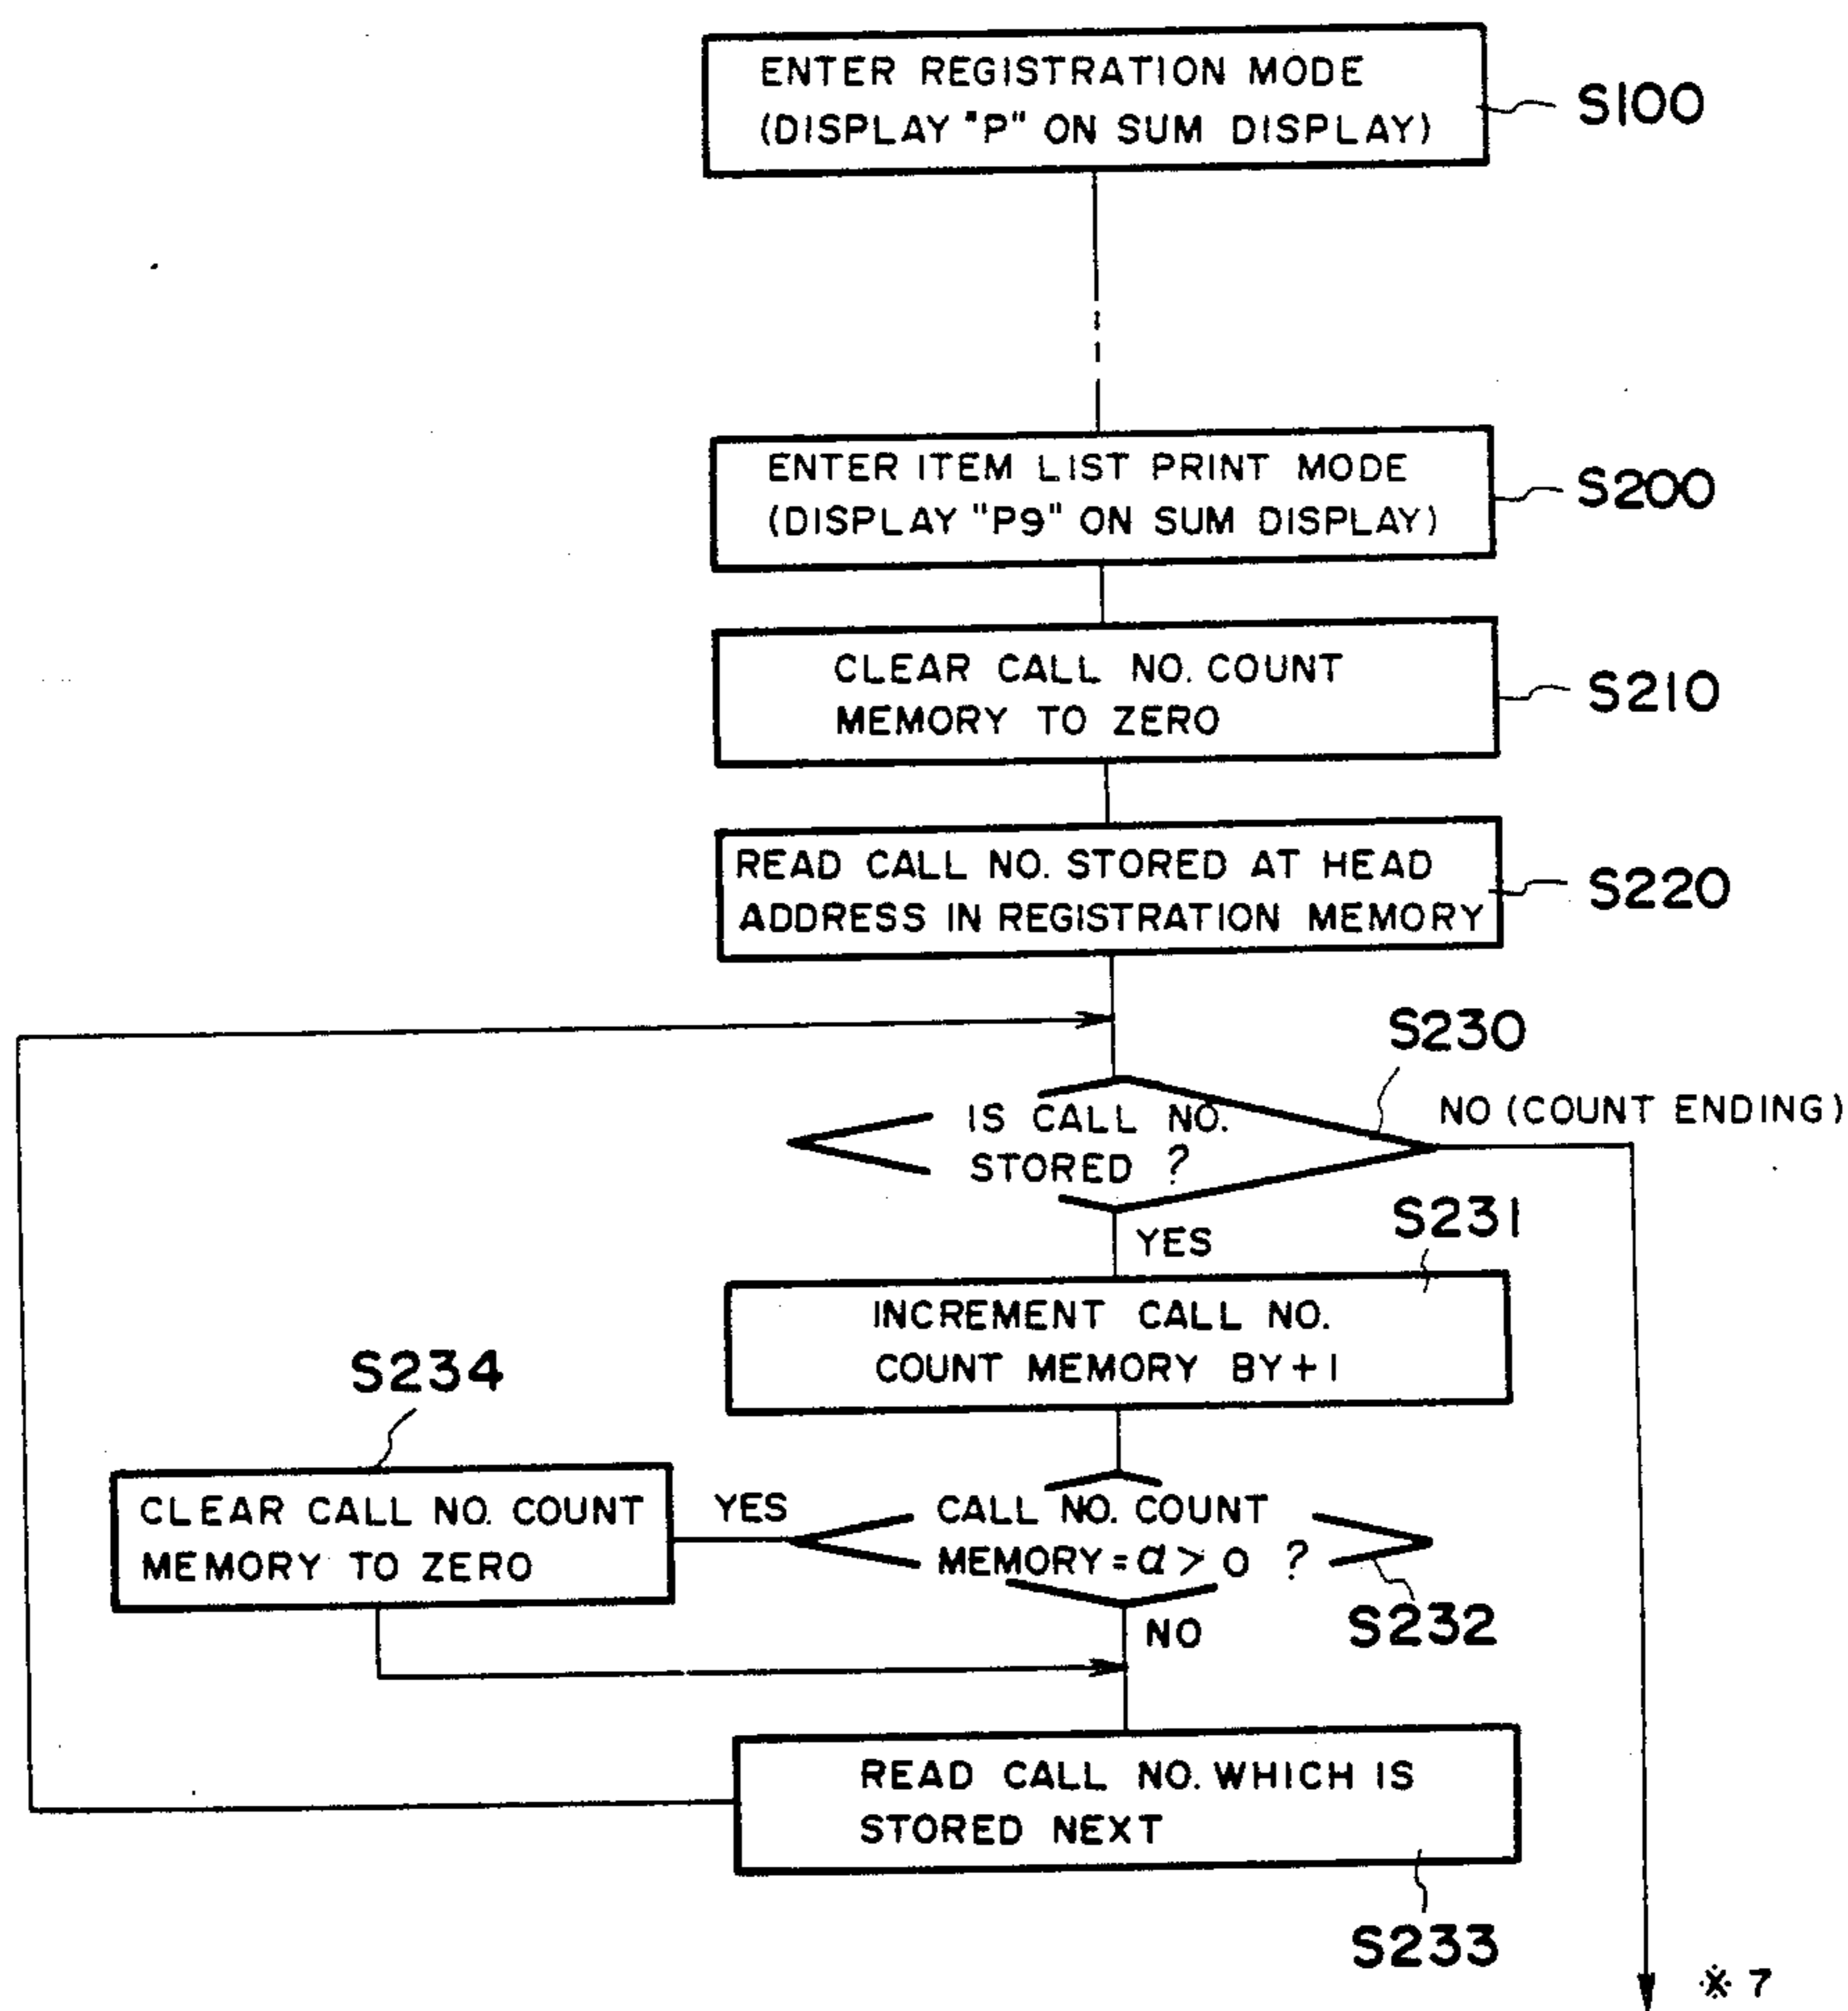 ENTER REGISTRATION MODE
(DISPLAY "P" ON SUM DISPLAY)
S100
ENTER ITEM LIST PRINT MODE
(DISPLAY "P9" ON SUM DISPLAY)
S200
CLEAR CALL NO. COUNT
MEMORY TO ZERO
S210
READ CALL NO. STORED AT HEAD
ADDRESS IN REGISTRATION MEMORY
S220
S230
IS CALL NO.
STORED ?
NO (COUNT ENDING)
YES
S231
INCREMENT CALL NO.
COUNT MEMORY BY +1
S234
CLEAR CALL NO. COUNT
MEMORY TO ZERO
YES
CALL NO. COUNT
MEMORY = α > 0 ?
S232
NO
READ CALL NO. WHICH IS
STORED NEXT
S233
※ 7